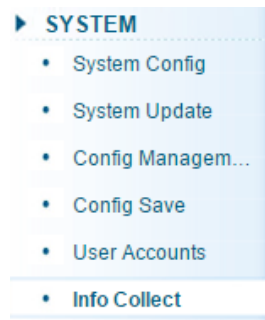 SYSTEM
System Config
System Update
Config Managem...
Config Save
User Accounts
Info Collect